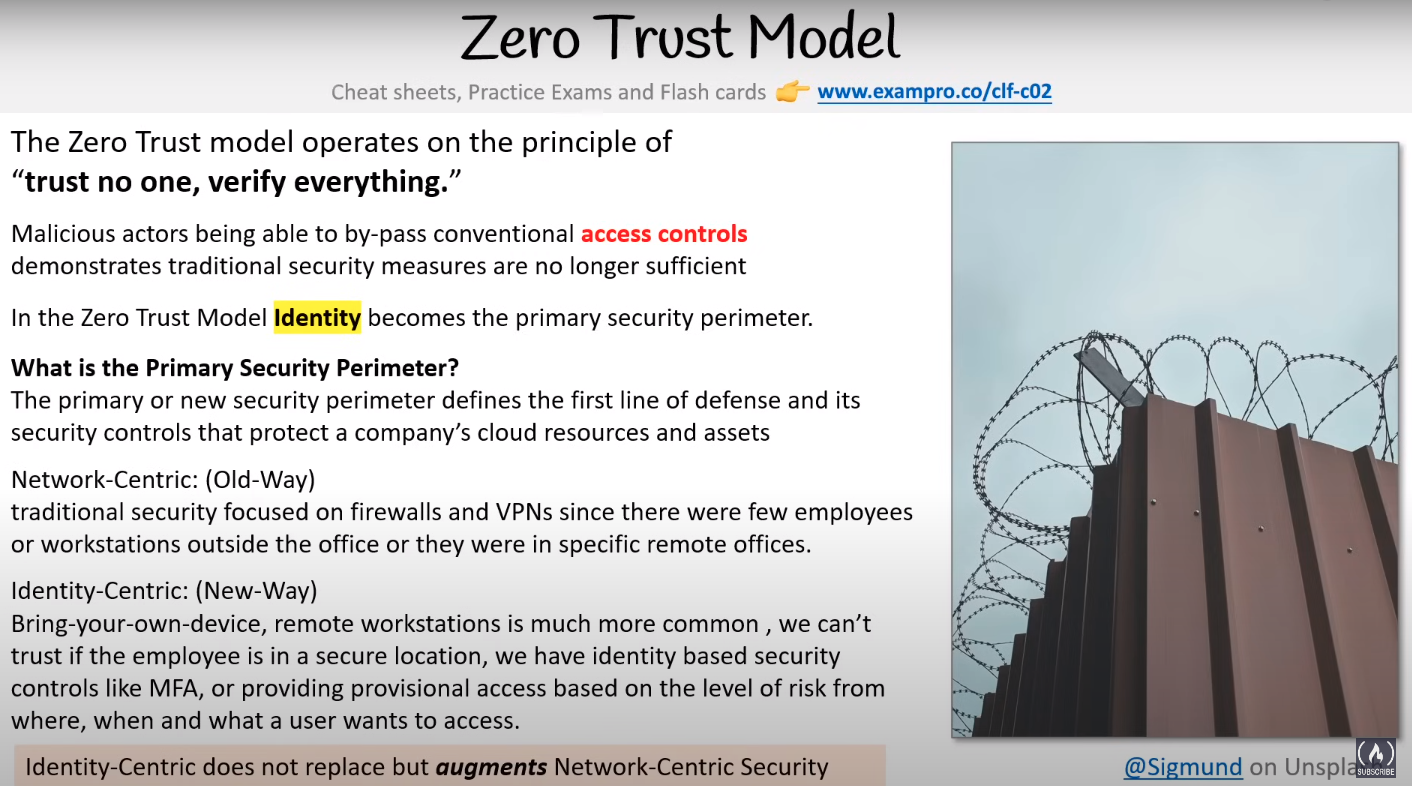 Zero Trust Model
Cheat sheets, Practice Exams and Flash cards 👉 www.exampro.co/clf-c02
The Zero Trust model operates on the principle of
“trust no one, verify everything.”
Malicious actors being able to by-pass conventional access controls
demonstrates traditional security measures are no longer sufficient
In the Zero Trust Model Identity becomes the primary security perimeter.
What is the Primary Security Perimeter?
The primary or new security perimeter defines the first line of defense and its
security controls that protect a company’s cloud resources and assets
Network-Centric: (Old-Way)
traditional security focused on firewalls and VPNs since there were few employees
or workstations outside the office or they were in specific remote offices.
Identity-Centric: (New-Way)
Bring-your-own-device, remote workstations is much more common , we can’t
trust if the employee is in a secure location, we have identity based security
controls like MFA, or providing provisional access based on the level of risk from
where, when and what a user wants to access.
Identity-Centric does not replace but augments Network-Centric Security
@Sigmund on Unspla
SUBSCRIBE